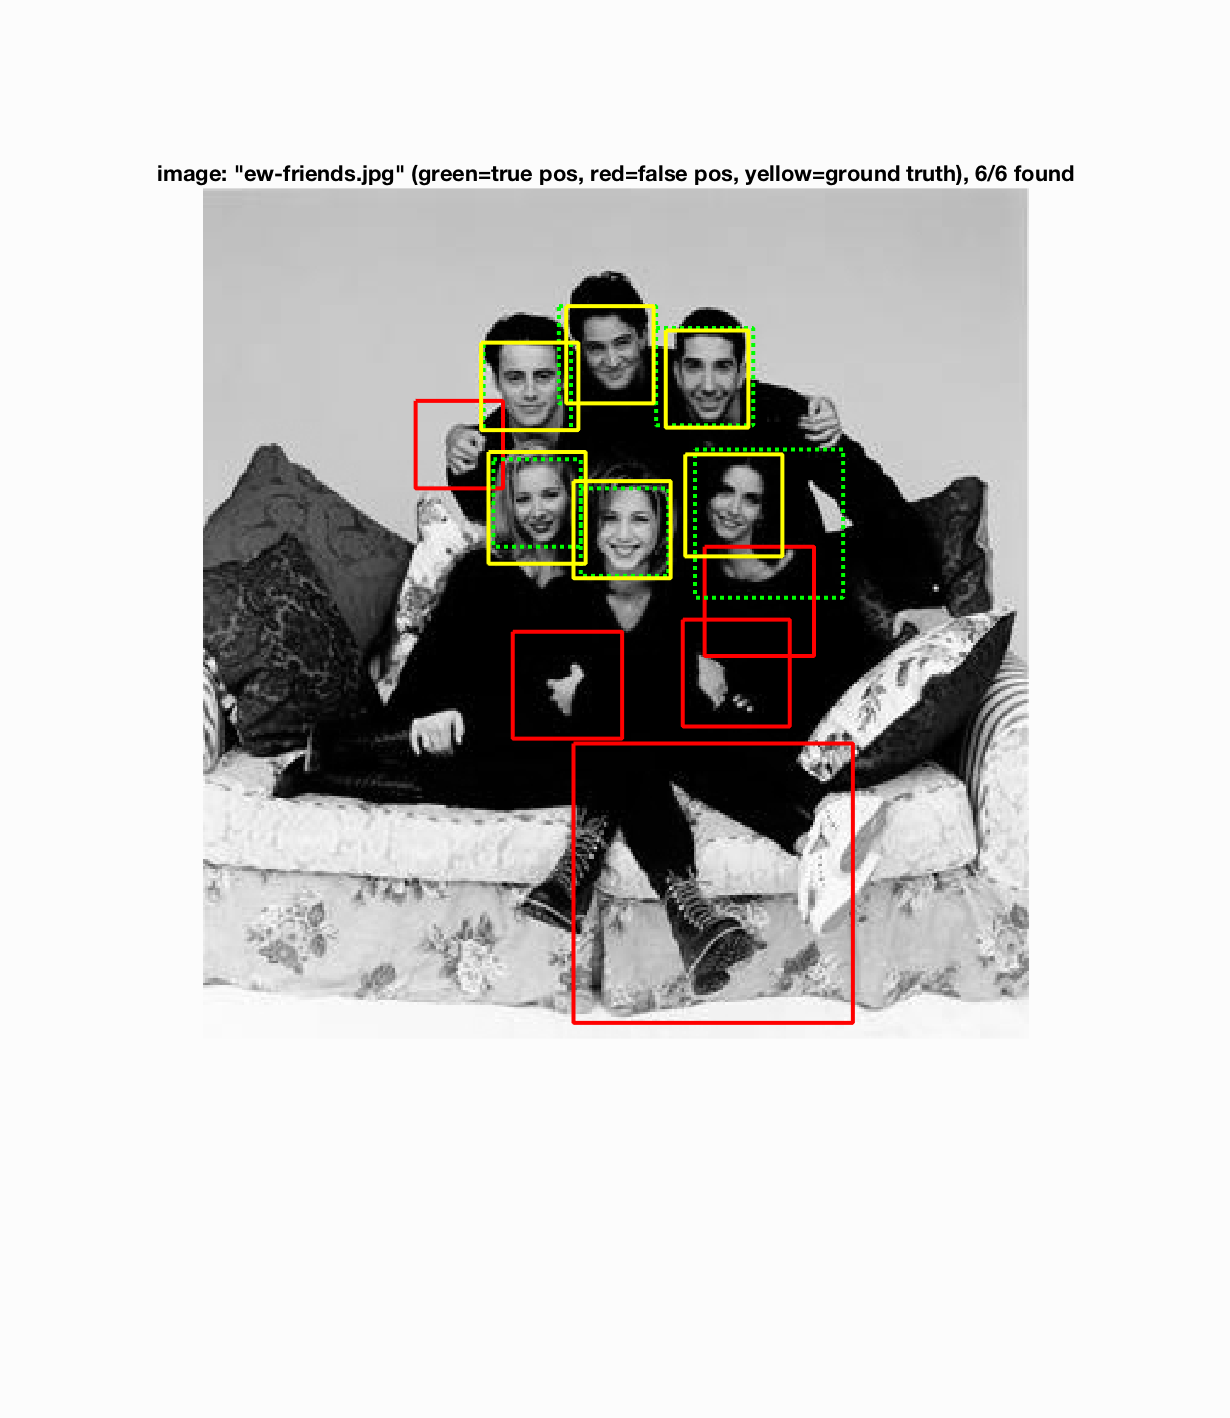 image: "ew-friends.jpg" (green=true pos, red=false pos, yellow=ground truth), 6/6 found